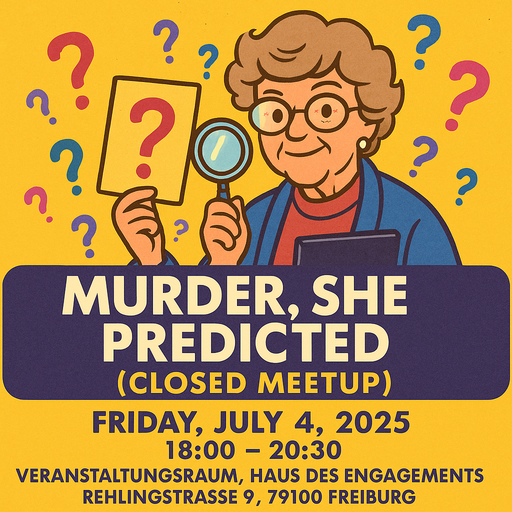 ?
MURDER, SHE
PREDICTED
(CLOSED MEETUP)
FRIDAY, JULY 4, 2025
18:00 – 20:30
VERANSTALTUNGSRAUM, HAUS DES ENGAGEMENTS
REHLINGSTRASSE 9, 79100 FREIBURG